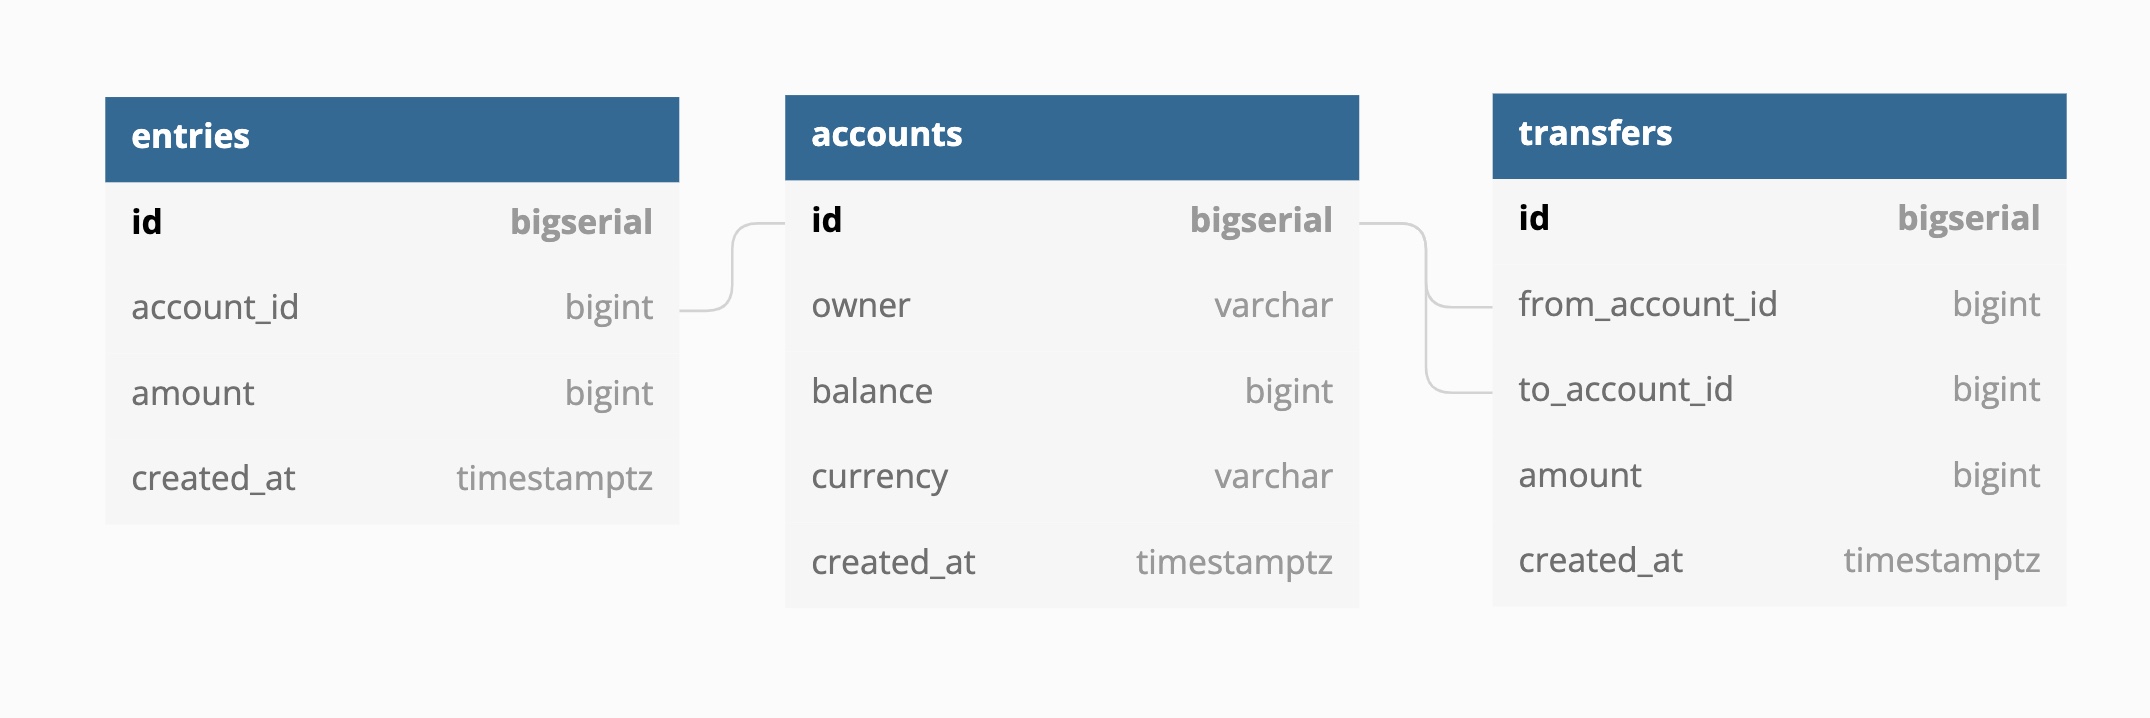 entries
id bigserial
account_id bigint
amount bigint
created_at timestamptz
accounts
id bigserial
owner varchar
balance bigint
currency varchar
created_at timestamptz
transfers
id bigserial
from_account_id bigint
to_account_id bigint
amount bigint
created_at timestamptz